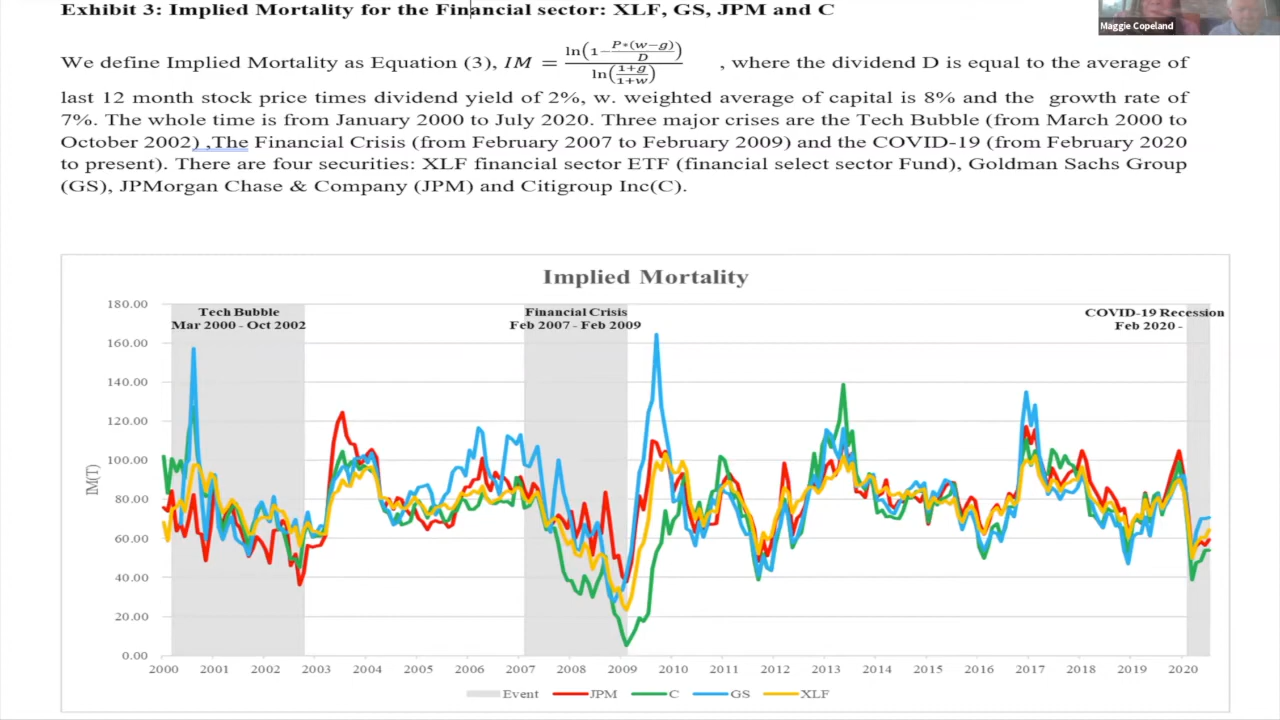 Exhibit 3: Implied Mortality for the Financial sector: XLF, GS, JPM and C
Maggie Copeland
We define Implied Mortality as Equation (3), IM = ln(1−P*(w−g)/D) / ln(1+g/1+w) , where the dividend D is equal to the average of
last 12 month stock price times dividend yield of 2%, w. weighted average of capital is 8% and the growth rate of
7%. The whole time is from January 2000 to July 2020. Three major crises are the Tech Bubble (from March 2000 to
October 2002) ,The Financial Crisis (from February 2007 to February 2009) and the COVID-19 (from February 2020
to present). There are four securities: XLF financial sector ETF (financial select sector Fund), Goldman Sachs Group
(GS), JPMorgan Chase & Company (JPM) and Citigroup Inc(C).
Implied Mortality
180.00
160.00
140.00
120.00
100.00
80.00
60.00
40.00
20.00
0.00
IM(T)
Tech Bubble
Mar 2000 - Oct 2002
Financial Crisis
Feb 2007 - Feb 2009
COVID-19 Recession
Feb 2020 -
2000 2001 2002 2003 2004 2005 2006 2007 2008 2009 2010 2011 2012 2013 2014 2015 2016 2017 2018 2019 2020
Event JPM C GS XLF